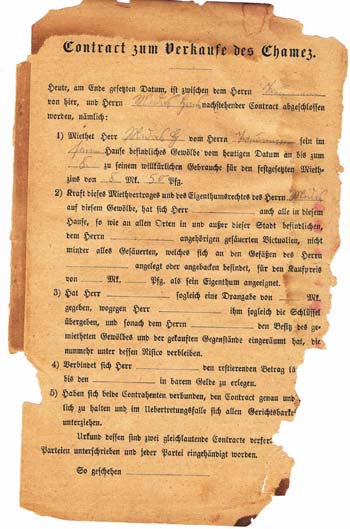 Contract zum Verkaufe des Chamez.
Heute, am Ende gesetzten Datum, ist zwischen dem Herrn
von hier, und Herrn nachstehender Contract abgeschlossen
worden, nämlich:
1) Miethet Herr vom Herrn sein im
Hause befindliches Gewölbe vom heutigen Datum an bis zum
8 zu seinem willkürlichen Gebrauche für den festgesetzten Mieth-
zins von 5 Mk. 50 Pfg.
2) Kraft dieses Miethvertrages und des Eigenthumsrechtes des Herrn
auf diesem Gewölbe, hat sich Herr auch alle in diesem
Hause, so wie an allen Orten in und außer dieser Stadt befindlichen,
dem Herrn angehörigen gesäuerten Victualien, nicht
minder alles Gesäuerten, welches sich an den Gefäßen des Herrn
angelegt oder angebacken befindet, für den Kaufpreis
von Mk. Pfg. als sein Eigenthum angeeignet.
3) Hat Herr sogleich eine Drangabe von Mk.
gegeben, wogegen Herr ihm sogleich die Schlüssel
übergeben, und sonach dem Herrn den Besitz des ge-
mietheten Gewölbes und der gekauften Gegenstände eingeräumt hat, die
nunmehr unter dessen Risico verbleiben.
4) Verbindet sich Herr den restirenden Betrag
bis in baarem Gelde zu erlegen.
5) Haben sich beide Contrahenten verbunden, den Contract genau
lich zu halten und im Uebertretungsfalle sich allen
unterziehen.
Urkund dessen sind zwei gleichlautende Contracte
Parteien unterschrieben und jeder Partei eingehändigt worden.
So geschehen